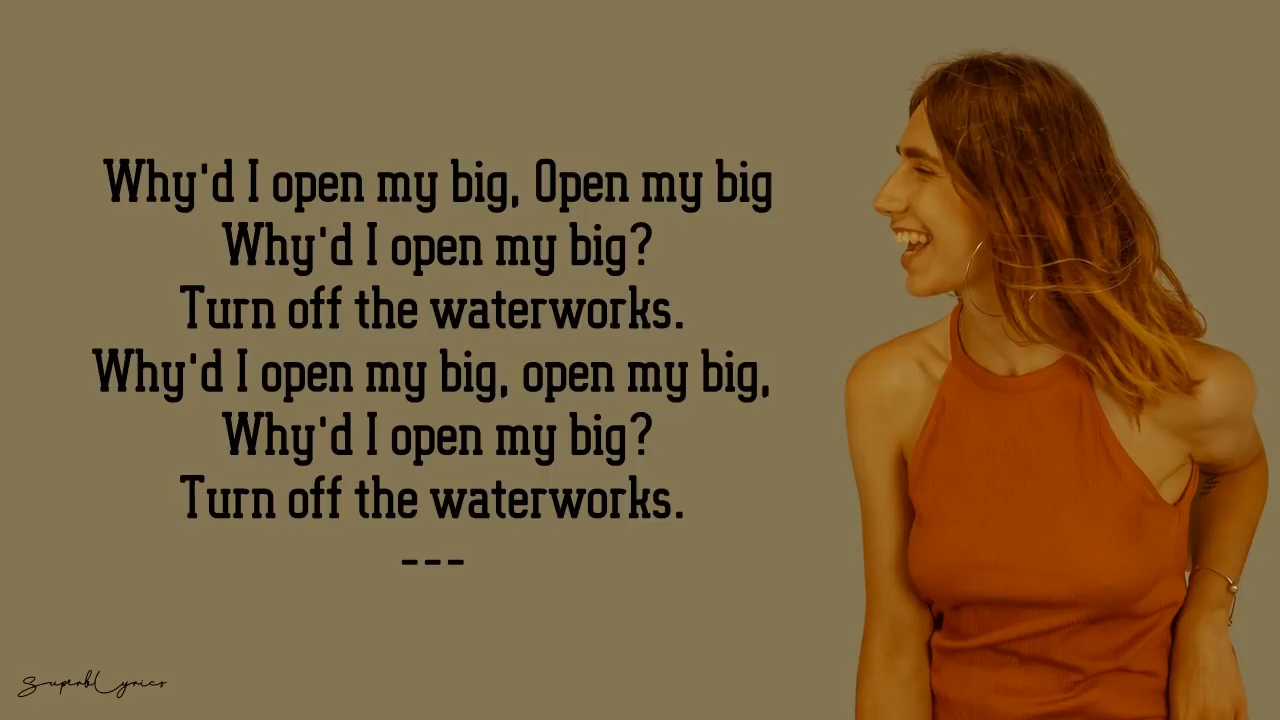 Why'd I open my big, Open my big
Why'd I open my big?
Turn off the waterworks.
Why'd I open my big, open my big,
Why'd I open my big?
Turn off the waterworks.
---
SuperbLyrics